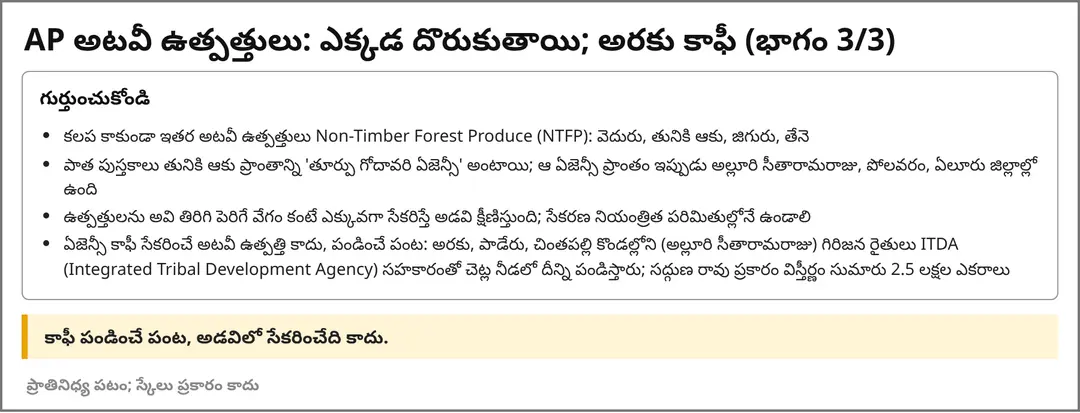 AP అటవీ ఉత్పత్తులు: ఎక్కడ దొరుకుతాయి; అరకు కాఫీ (భాగం 3/3)
గుర్తుంచుకోండి
• కలప కాకుండా ఇతర అటవీ ఉత్పత్తులు Non-Timber Forest Produce (NTFP): వెదురు, తునికి ఆకు, జిగురు, తేనె
• పాత పుస్తకాలు తునికి ఆకు ప్రాంతాన్ని 'తూర్పు గోదావరి ఏజెన్సీ' అంటాయి; ఆ ఏజెన్సీ ప్రాంతం ఇప్పుడు అల్లూరి సీతారామరాజు, పోలవరం, ఏలూరు జిల్లాల్లో
ఉంది
• ఉత్పత్తులను అవి తిరిగి పెరిగే వేగం కంటే ఎక్కువగా సేకరిస్తే అడవి క్షీణిస్తుంది; సేకరణ నియంత్రిత పరిమితుల్లోనే ఉండాలి
• ఏజెన్సీ కాఫీ సేకరించే అటవీ ఉత్పత్తి కాదు, పండించే పంట: అరకు, పాడేరు, చింతపల్లి కొండల్లోని (అల్లూరి సీతారామరాజు) గిరిజన రైతులు ITDA
(Integrated Tribal Development Agency) సహకారంతో చెట్ల నీడలో దీన్ని పండిస్తారు; సద్గుణ రావు ప్రకారం విస్తీర్ణం సుమారు 2.5 లక్షల ఎకరాలు
కాఫీ పండించే పంట, అడవిలో సేకరించేది కాదు.
ప్రాతినిధ్య పటం; స్కేలు ప్రకారం కాదు